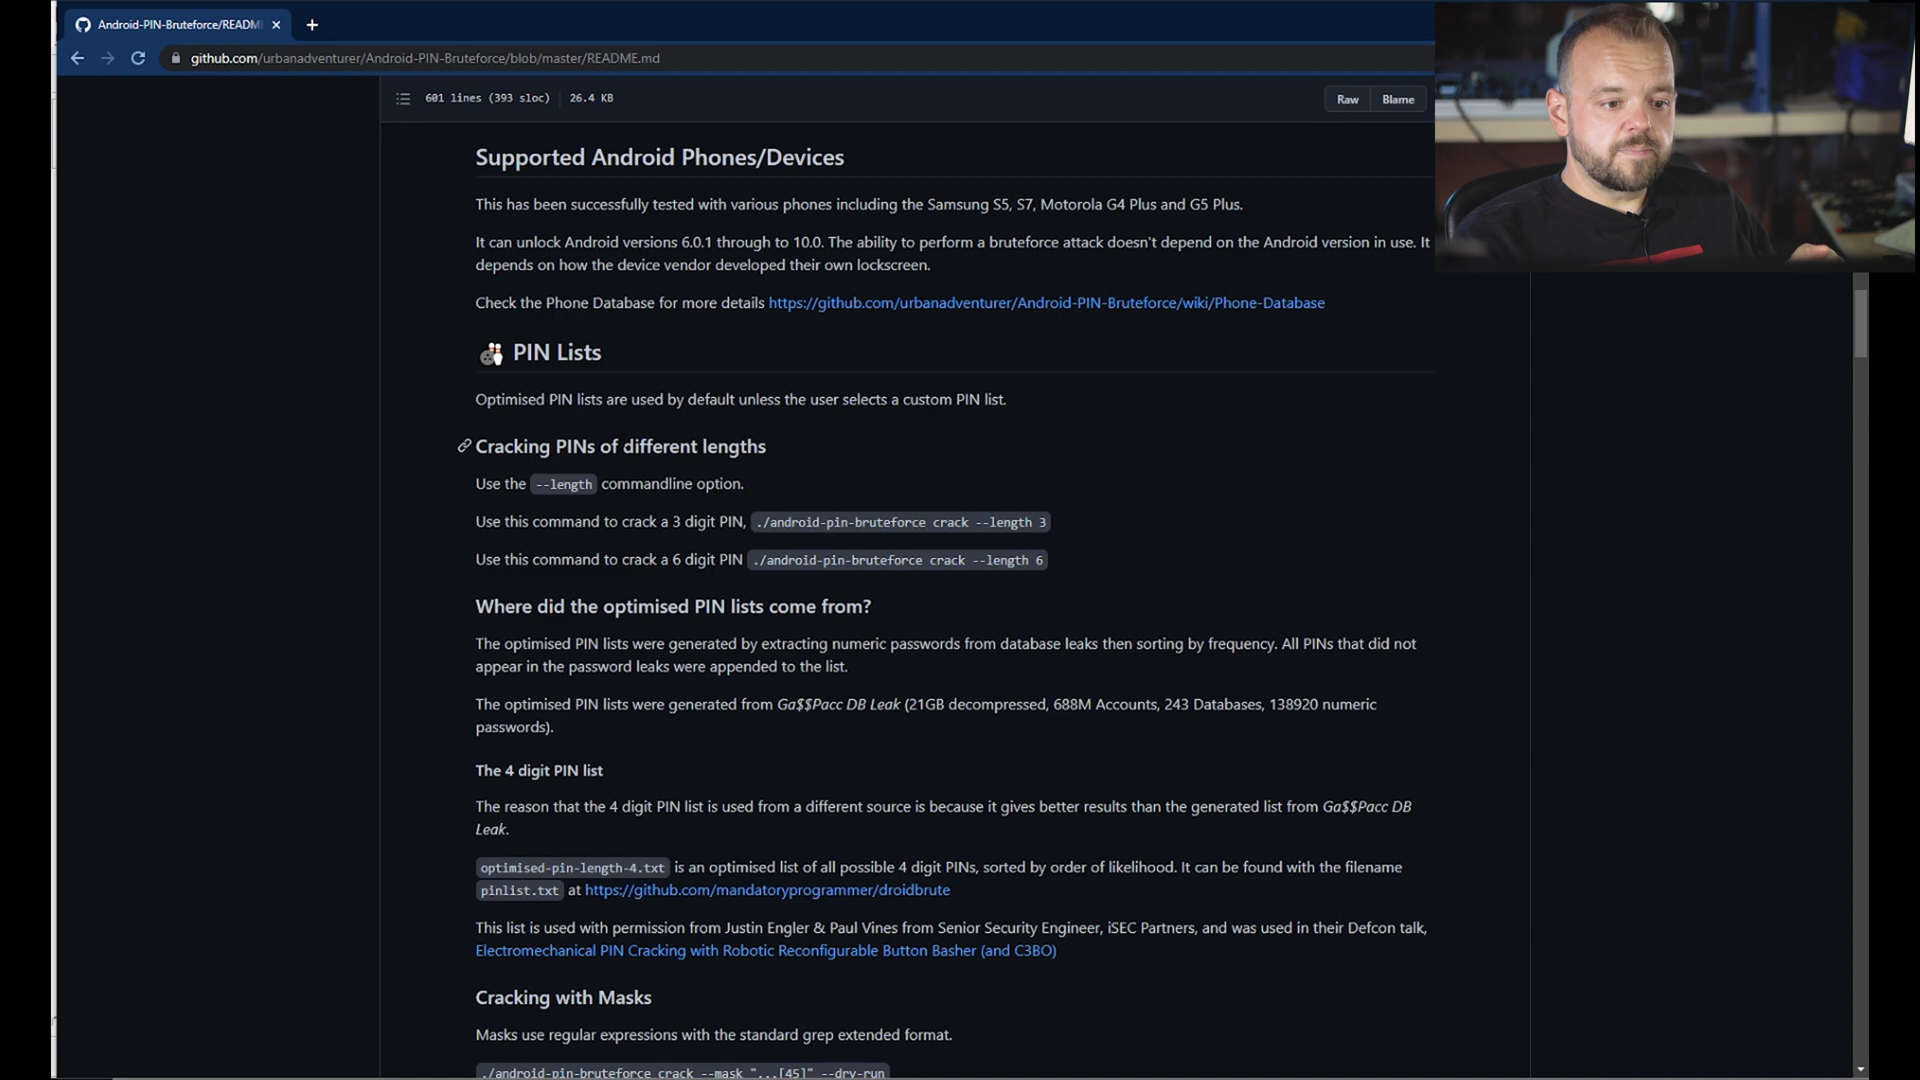 Android-PIN-Bruteforce/READM
github.com/urbanadventurer/Android-PIN-Bruteforce/blob/master/README.md
601 lines (393 sloc) 26.4 KB
Raw Blame
Supported Android Phones/Devices
This has been successfully tested with various phones including the Samsung S5, S7, Motorola G4 Plus and G5 Plus.
It can unlock Android versions 6.0.1 through to 10.0. The ability to perform a bruteforce attack doesn't depend on the Android version in use. It
depends on how the device vendor developed their own lockscreen.
Check the Phone Database for more details https://github.com/urbanadventurer/Android-PIN-Bruteforce/wiki/Phone-Database
PIN Lists
Optimised PIN lists are used by default unless the user selects a custom PIN list.
Cracking PINs of different lengths
Use the --length commandline option.
Use this command to crack a 3 digit PIN, ./android-pin-bruteforce crack --length 3
Use this command to crack a 6 digit PIN ./android-pin-bruteforce crack --length 6
Where did the optimised PIN lists come from?
The optimised PIN lists were generated by extracting numeric passwords from database leaks then sorting by frequency. All PINs that did not
appear in the password leaks were appended to the list.
The optimised PIN lists were generated from Ga$$Pacc DB Leak (21GB decompressed, 688M Accounts, 243 Databases, 138920 numeric
passwords).
The 4 digit PIN list
The reason that the 4 digit PIN list is used from a different source is because it gives better results than the generated list from Ga$$Pacc DB
Leak.
optimised-pin-length-4.txt is an optimised list of all possible 4 digit PINs, sorted by order of likelihood. It can be found with the filename
pinlist.txt at https://github.com/mandatoryprogrammer/droidbrute
This list is used with permission from Justin Engler & Paul Vines from Senior Security Engineer, iSEC Partners, and was used in their Defcon talk,
Electromechanical PIN Cracking with Robotic Reconfigurable Button Basher (and C3BO)
Cracking with Masks
Masks use regular expressions with the standard grep extended format.
./android-pin-bruteforce crack --mask "...[45]" --dry-run